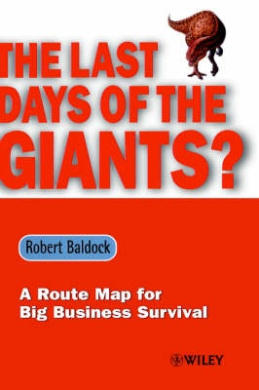 THE LAST
DAYS OF THE
GIANTS?
Robert Baldock
A Route Map for
Big Business Survival
WILEY